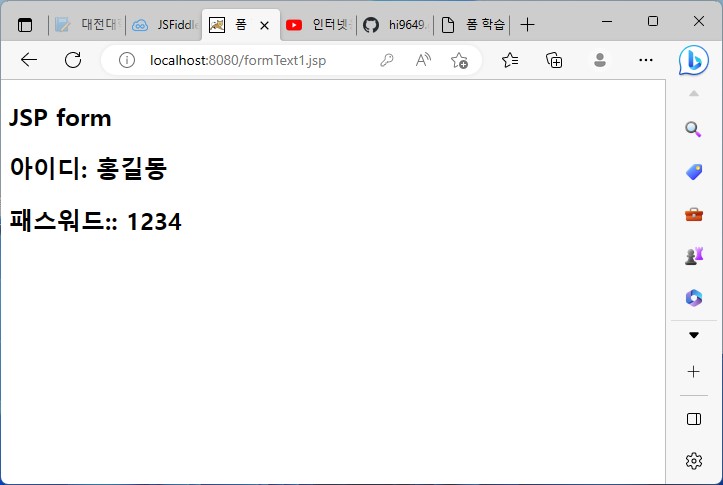 대전대
JSFiddle
폼
인터넷
hi9649
폼 학습
localhost:8080/formText1.jsp
JSP form
아이디: 홍길동
패스워드:: 1234